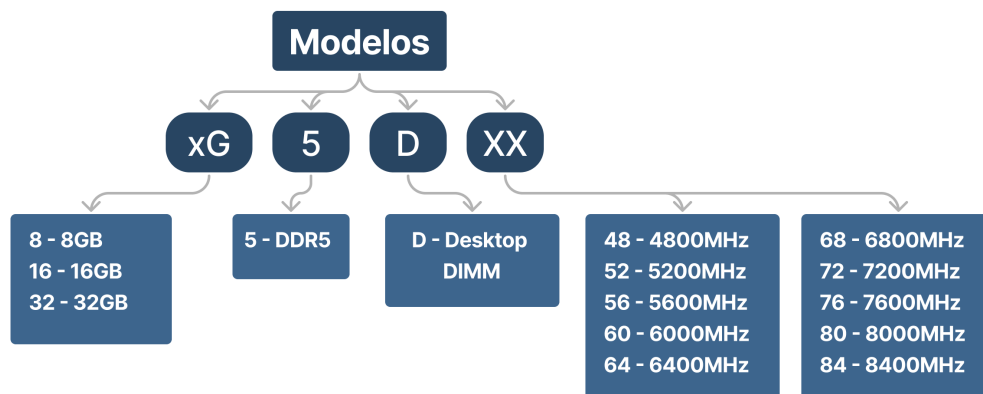 Modelos
xG
5
D
XX
8 - 8GB
16 - 16GB
32 - 32GB
5 - DDR5
D - Desktop
DIMM
48 - 4800MHz
52 - 5200MHz
56 - 5600MHz
60 - 6000MHz
64 - 6400MHz
68 - 6800MHz
72 - 7200MHz
76 - 7600MHz
80 - 8000MHz
84 - 8400MHz